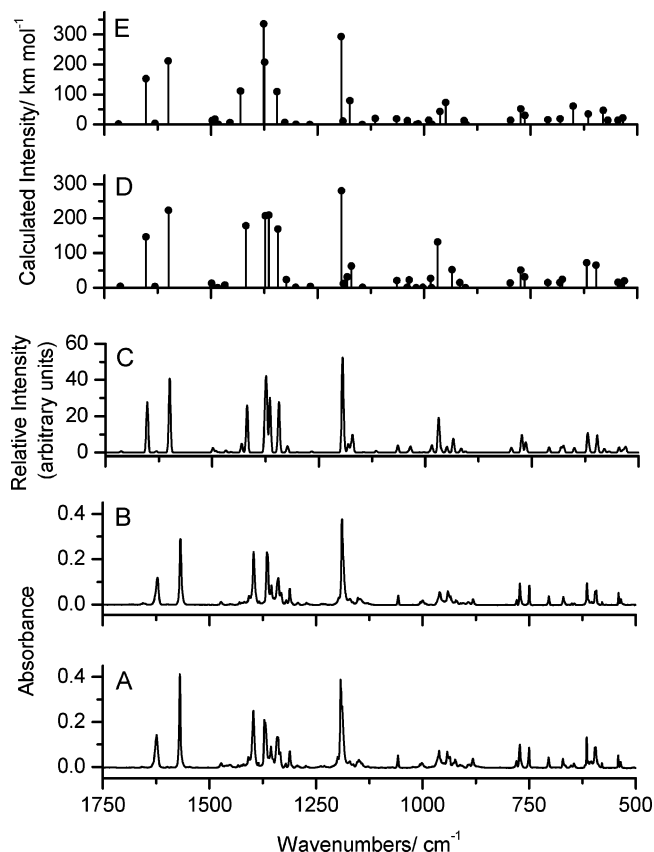 E
300
200
100
0
Calculated Intensity/ km mol⁻¹
D
300
200
100
0
C
60
40
20
0
Relative Intensity
(arbitrary units)
B
0.4
0.2
0.0
Absorbance
A
0.4
0.2
0.0
1750 1500 1250 1000 750 500
Wavenumbers/ cm⁻¹